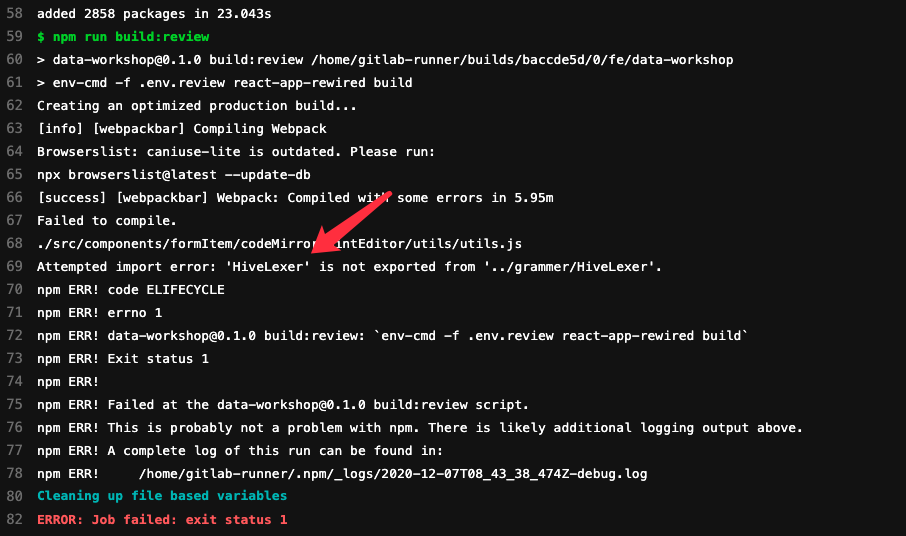 58 added 2858 packages in 23.043s
59 $ npm run build:review
60 > data-workshop@0.1.0 build:review /home/gitlab-runner/builds/baccde5d/0/fe/data-workshop
61 > env-cmd -f .env.review react-app-rewired build
62 Creating an optimized production build...
63 [info] [webpackbar] Compiling Webpack
64 Browserslist: caniuse-lite is outdated. Please run:
65 npx browserslist@latest --update-db
66 [success] [webpackbar] Webpack: Compiled with some errors in 5.95m
67 Failed to compile.
68 ./src/components/formItem/codeMirror intEditor/utils/utils.js
69 Attempted import error: 'HiveLexer' is not exported from '../grammer/HiveLexer'.
70 npm ERR! code ELIFECYCLE
71 npm ERR! errno 1
72 npm ERR! data-workshop@0.1.0 build:review: `env-cmd -f .env.review react-app-rewired build`
73 npm ERR! Exit status 1
74 npm ERR!
75 npm ERR! Failed at the data-workshop@0.1.0 build:review script.
76 npm ERR! This is probably not a problem with npm. There is likely additional logging output above.
77 npm ERR! A complete log of this run can be found in:
78 npm ERR!     /home/gitlab-runner/.npm/_logs/2020-12-07T08_43_38_474Z-debug.log
80 Cleaning up file based variables
82 ERROR: Job failed: exit status 1